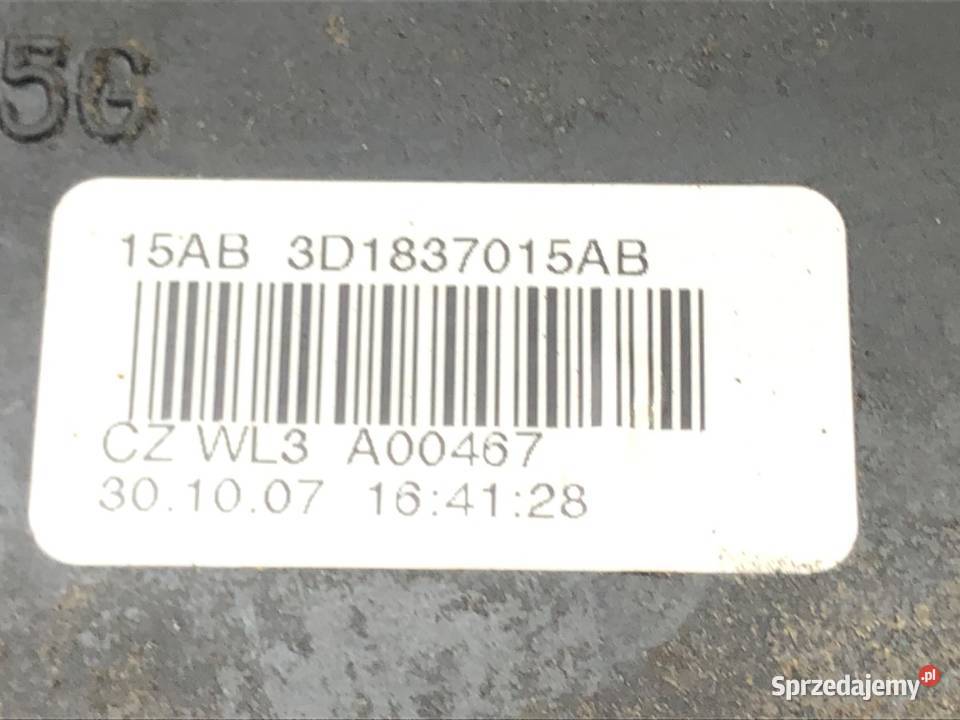 5G
15AB 3D1837015AB
CZ WL3 A00467
30.10.07 16:41:28
Sprzedajemy.pl